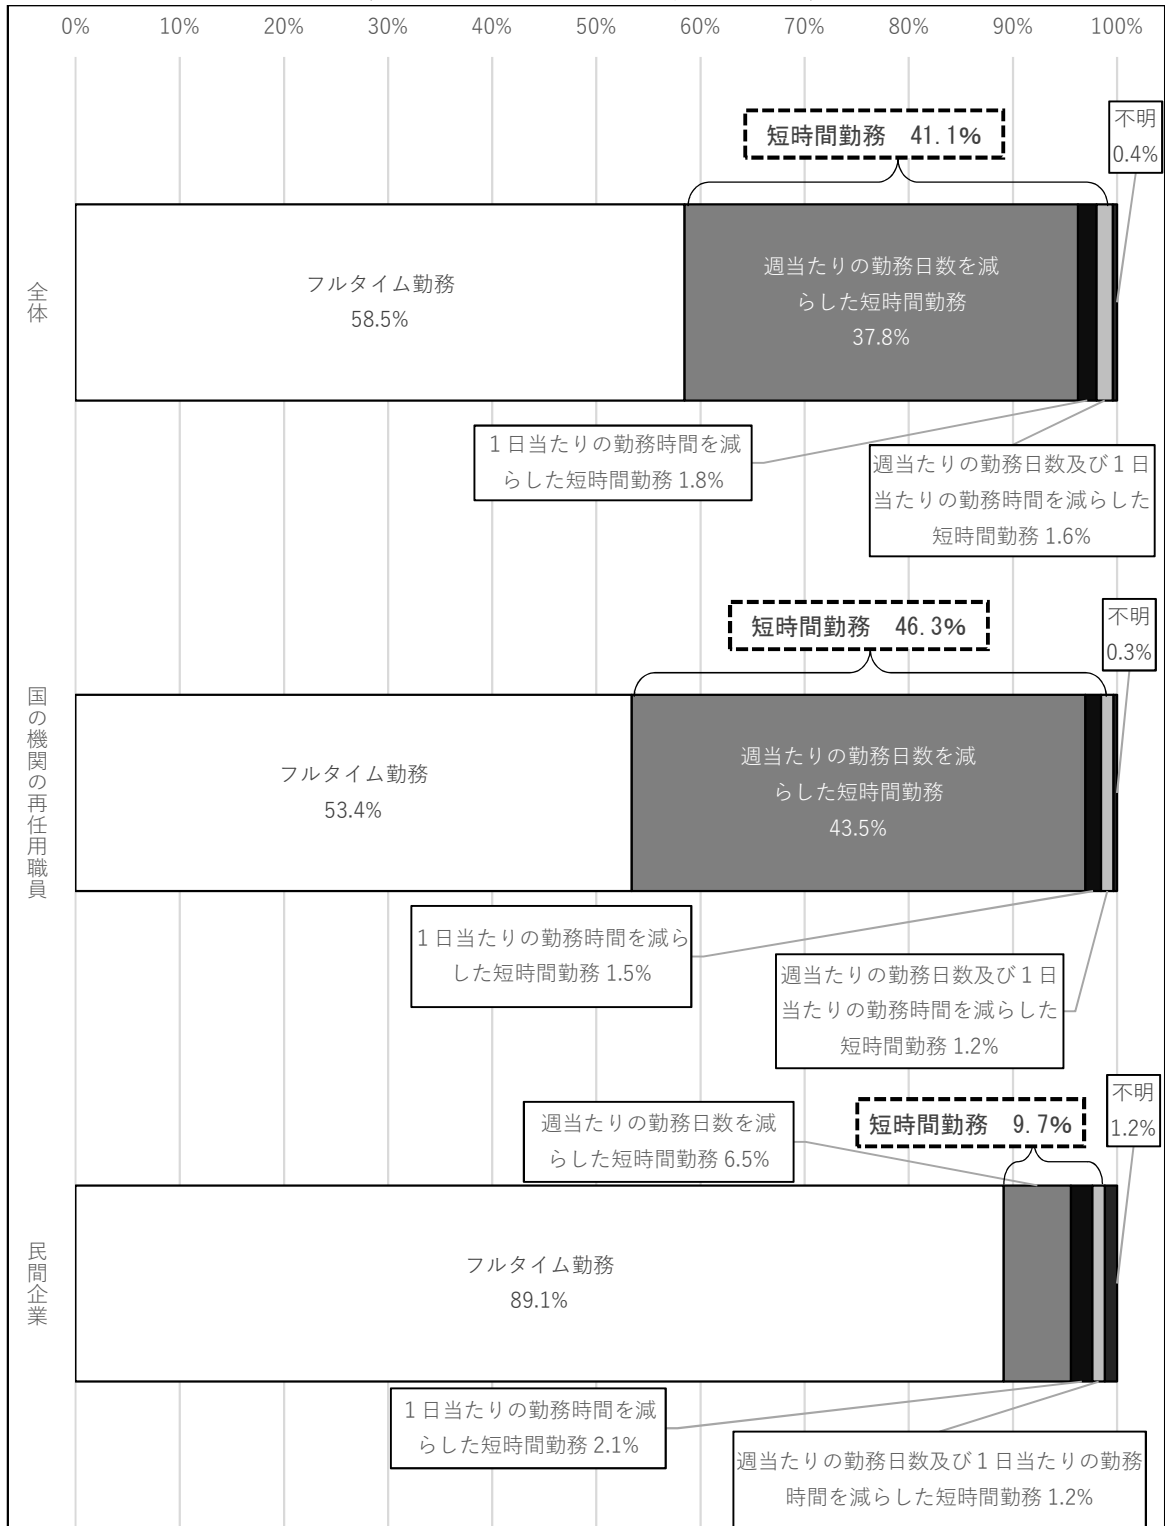 0% 10% 20% 30% 40% 50% 60% 70% 80% 90% 100%
不明
0.4%
短時間勤務 41.1%
全体
フルタイム勤務
58.5%
週当たりの勤務日数を減
らした短時間勤務
37.8%
１日当たりの勤務時間を減
らした短時間勤務 1.8%
週当たりの勤務日数及び１日
当たりの勤務時間を減らした
短時間勤務 1.6%
不明
0.3%
短時間勤務 46.3%
国の機関の再任用職員
フルタイム勤務
53.4%
週当たりの勤務日数を減
らした短時間勤務
43.5%
１日当たりの勤務時間を減ら
した短時間勤務 1.5%
週当たりの勤務日数及び１日
当たりの勤務時間を減らした
短時間勤務 1.2%
不明
1.2%
短時間勤務 9.7%
週当たりの勤務日数を減
らした短時間勤務 6.5%
民間企業
フルタイム勤務
89.1%
１日当たりの勤務時間を減
らした短時間勤務 2.1%
週当たりの勤務日数及び１日当たりの勤務
時間を減らした短時間勤務 1.2%